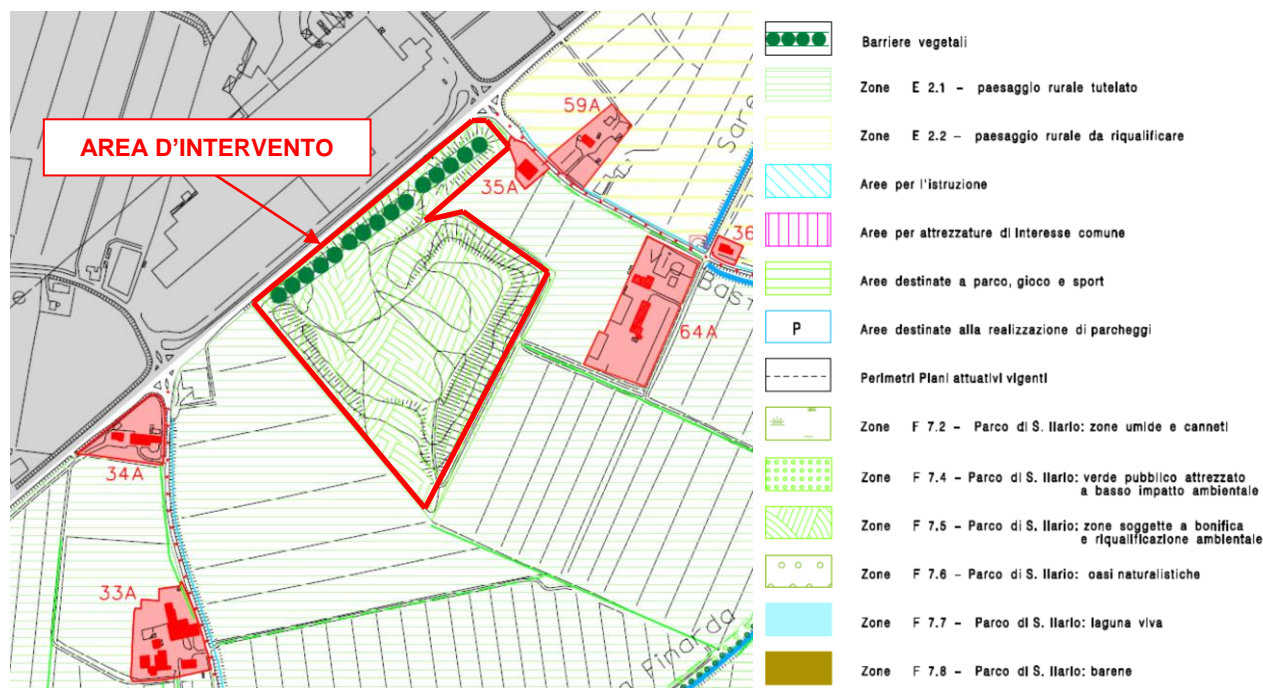 AREA D'INTERVENTO
59A
35A
36
Via Bas
64A
34A
33A
Finarda
Barriere vegetali
Zone E 2.1 - paesaggio rurale tutelato
Zone E 2.2 - paesaggio rurale da riqualificare
Aree per l'istruzione
Aree per attrezzature di interesse comune
Aree destinate a parco, gioco e sport
P
Aree destinate alla realizzazione di parcheggi
Perimetri Piani attuativi vigenti
Zone F 7.2 - Parco di S. Ilario: zone umide e canneti
Zone F 7.4 - Parco di S. Ilario: verde pubblico attrezzato
a basso impatto ambientale
Zone F 7.5 - Parco di S. Ilario: zone soggette a bonifica
e riqualificazione ambientale
Zone F 7.6 - Parco di S. Ilario: oasi naturalistiche
Zone F 7.7 - Parco di S. Ilario: laguna viva
Zone F 7.8 - Parco di S. Ilario: barene